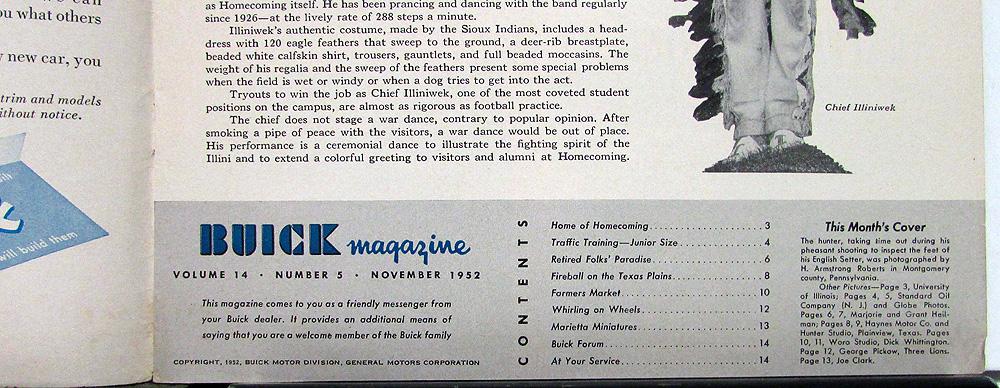 you what others
new car, you
trim and models
ithout notice.
will build them
as Homecoming itself. He has been prancing and dancing with the band regularly
since 1926—at the lively rate of 288 steps a minute.
Illiniwek's authentic costume, made by the Sioux Indians, includes a head-
dress with 120 eagle feathers that sweep to the ground, a deer-rib breastplate,
beaded white calfskin shirt, trousers, gauntlets, and full beaded moccasins. The
weight of his regalia and the sweep of the feathers present some special problems
when the field is wet or windy or when a dog tries to get into the act.
Tryouts to win the job as Chief Illiniwek, one of the most coveted student
positions on the campus, are almost as rigorous as football practice.
The chief does not stage a war dance, contrary to popular opinion. After
smoking a pipe of peace with the visitors, a war dance would be out of place.
His performance is a ceremonial dance to illustrate the fighting spirit of the
Illini and to extend a colorful greeting to visitors and alumni at Homecoming.
Chief Illiniwek
BUICK magazine
VOLUME 14 · NUMBER 5 · NOVEMBER 1952
This magazine comes to you as a friendly messenger from
your Buick dealer. It provides an additional means of
saying that you are a welcome member of the Buick family
COPYRIGHT, 1952, BUICK MOTOR DIVISION, GENERAL MOTORS CORPORATION
CONTENTS
Home of Homecoming 3
Traffic Training—Junior Size 4
Retired Folks' Paradise 6
Fireball on the Texas Plains 8
Farmers Market 10
Whirling on Wheels 12
Marietta Miniatures 13
Buick Forum 14
At Your Service 14
This Month's Cover
The hunter, taking time out during his
pheasant shooting to inspect the feet of
his English Setter, was photographed by
H. Armstrong Roberts in Montgomery
county, Pennsylvania.
Other Pictures—Page 3, University
of Illinois; Pages 4, 5, Standard Oil
Company (N. J.) and Globe Photos.
Pages 6, 7, Marjorie and Grant Heil-
man; Pages 8, 9, Haynes Motor Co. and
Hunter Studio, Plainview, Texas. Pages
10, 11, Woro Studio, Dick Whittington.
Page 12, George Pickow, Three Lions.
Page 13, Joe Clark.